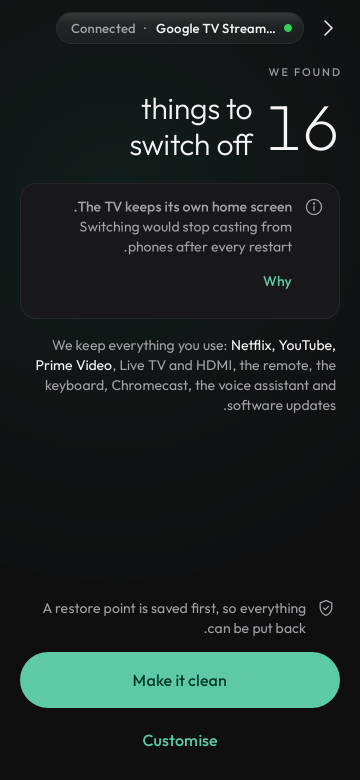 Connected · Google TV Stream...
WE FOUND
16 things to
switch off
.The TV keeps its own home screen
Switching would stop casting from
.phones after every restart
Why
We keep everything you use: Netflix, YouTube,
Prime Video, Live TV and HDMI, the remote, the
keyboard, Chromecast, the voice assistant and
.software updates
A restore point is saved first, so everything
.can be put back
Make it clean
Customise